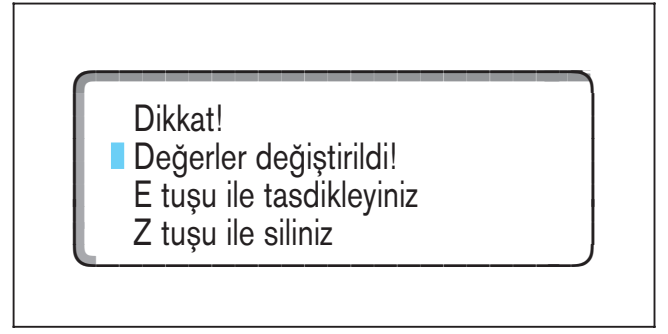 Dikkat!
Değerler değiştirildi!
E tuşu ile tasdikleyiniz
Z tuşu ile siliniz